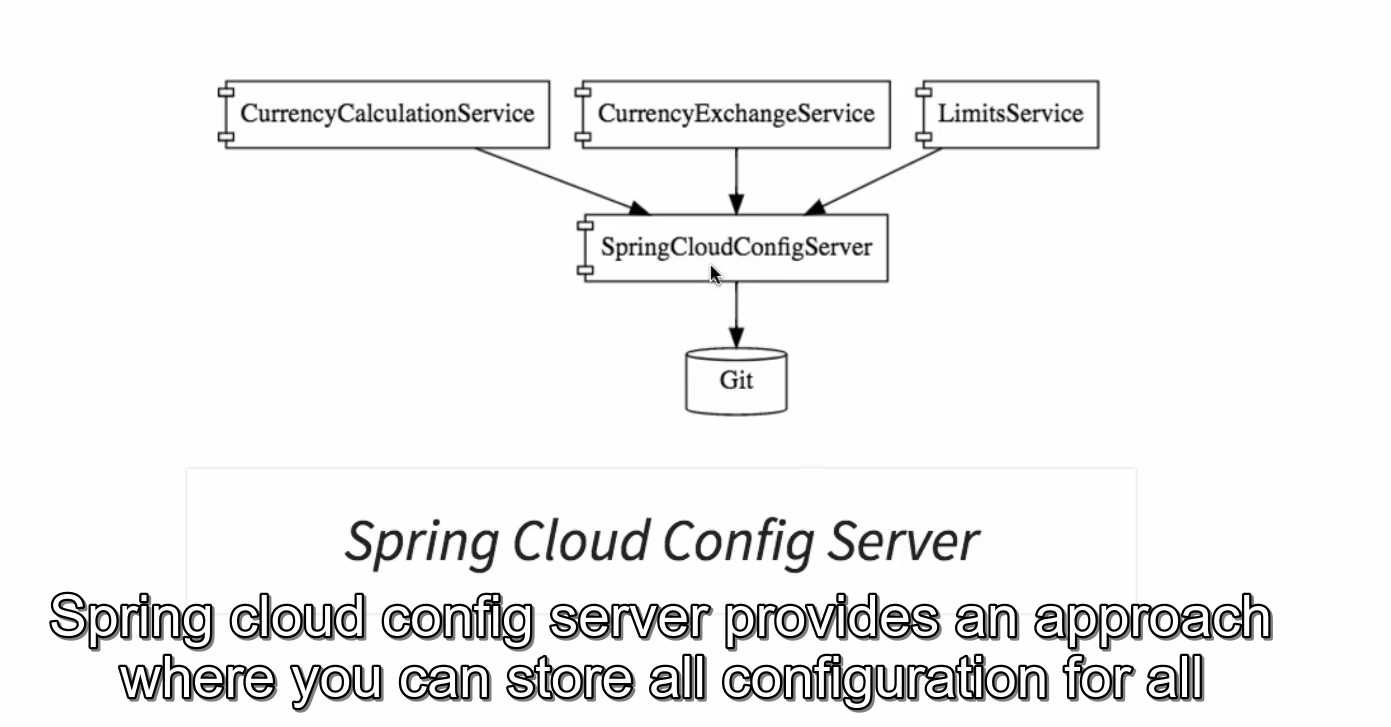 CurrencyCalculationService CurrencyExchangeService LimitsService
SpringCloudConfigServer
Git
Spring Cloud Config Server
Spring cloud config server provides an approach
where you can store all configuration for all